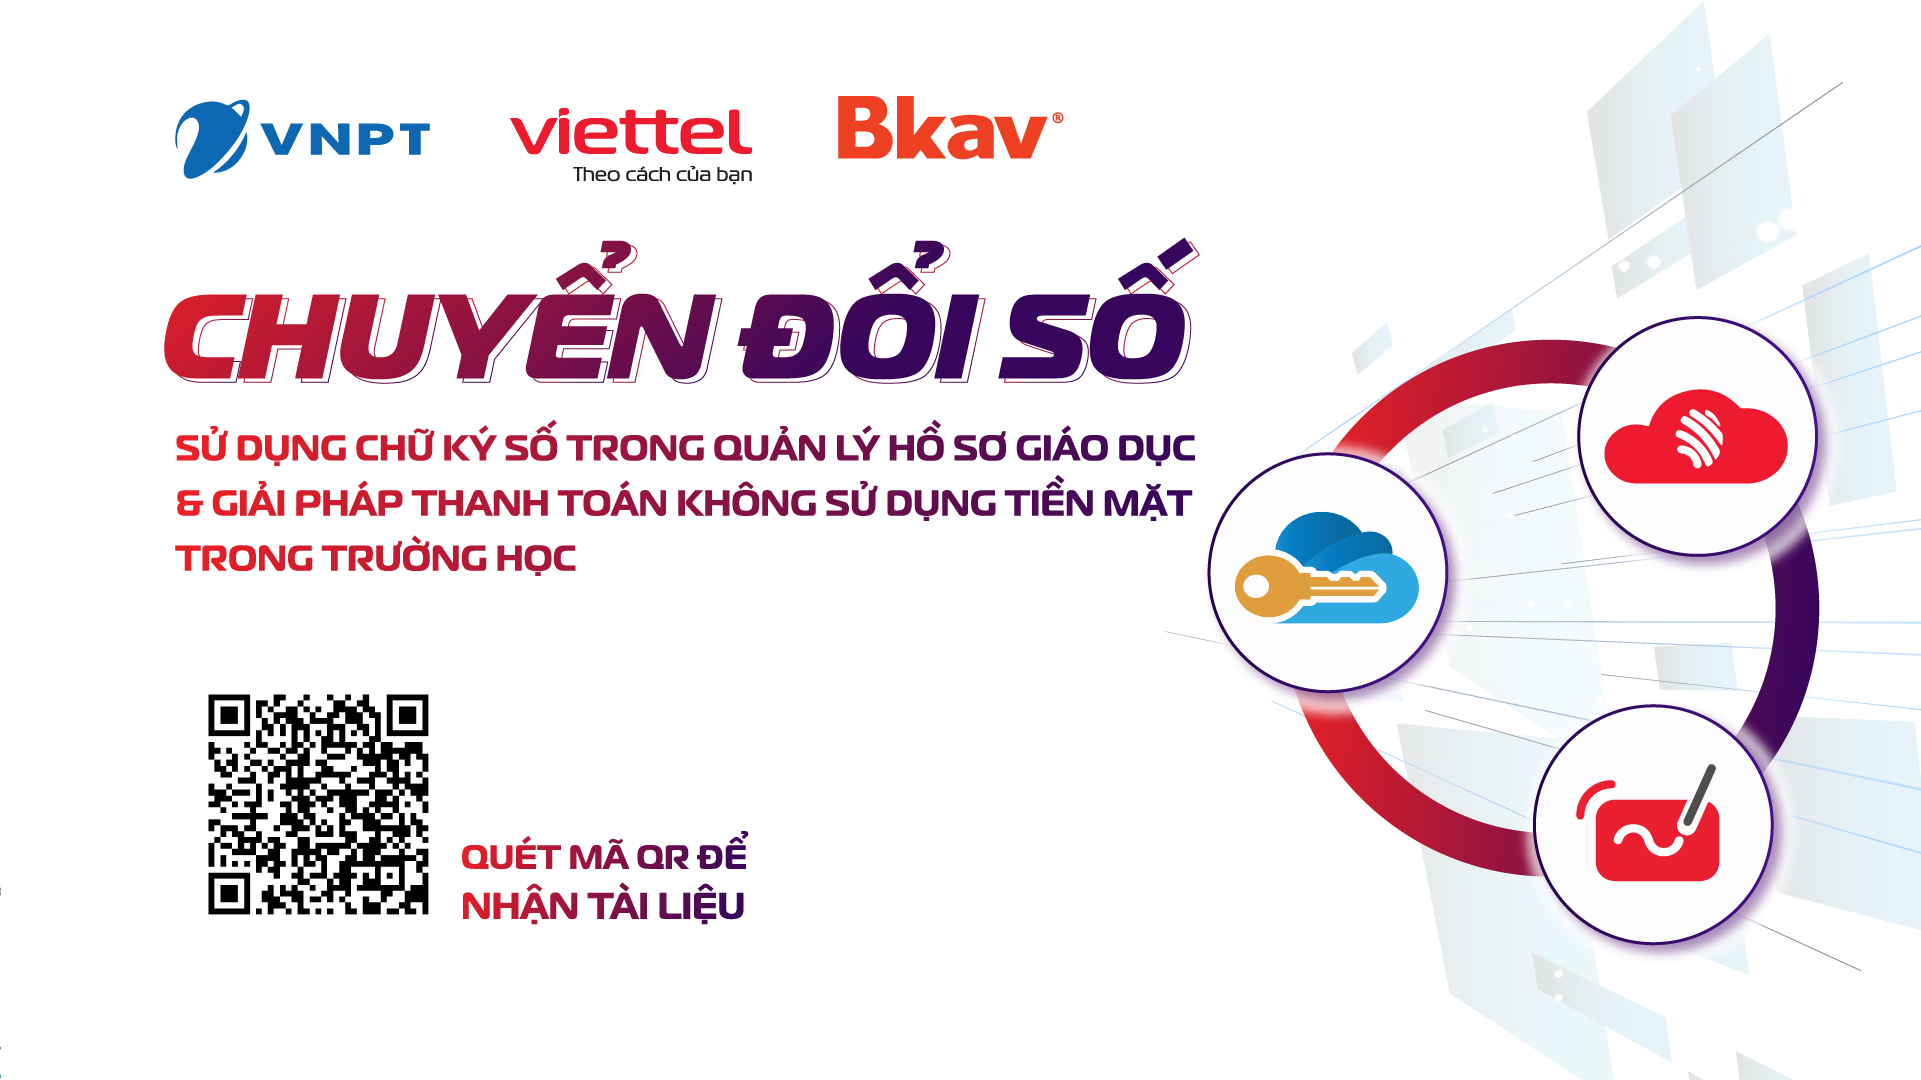 VNPT
viettel
Theo cách của bạn
Bkav®
CHUYỂN ĐỔI SỐ
SỬ DỤNG CHỮ KÝ SỐ TRONG QUẢN LÝ HỒ SƠ GIÁO DỤC
& GIẢI PHÁP THANH TOÁN KHÔNG SỬ DỤNG TIỀN MẶT
TRONG TRƯỜNG HỌC
QUÉT MÃ QR ĐỂ
NHẬN TÀI LIỆU